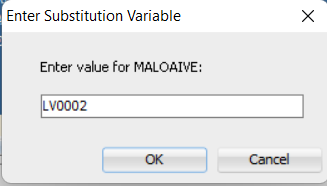 Enter Substitution Variable
Enter value for MALOAIVE:
LV0002
OK
Cancel